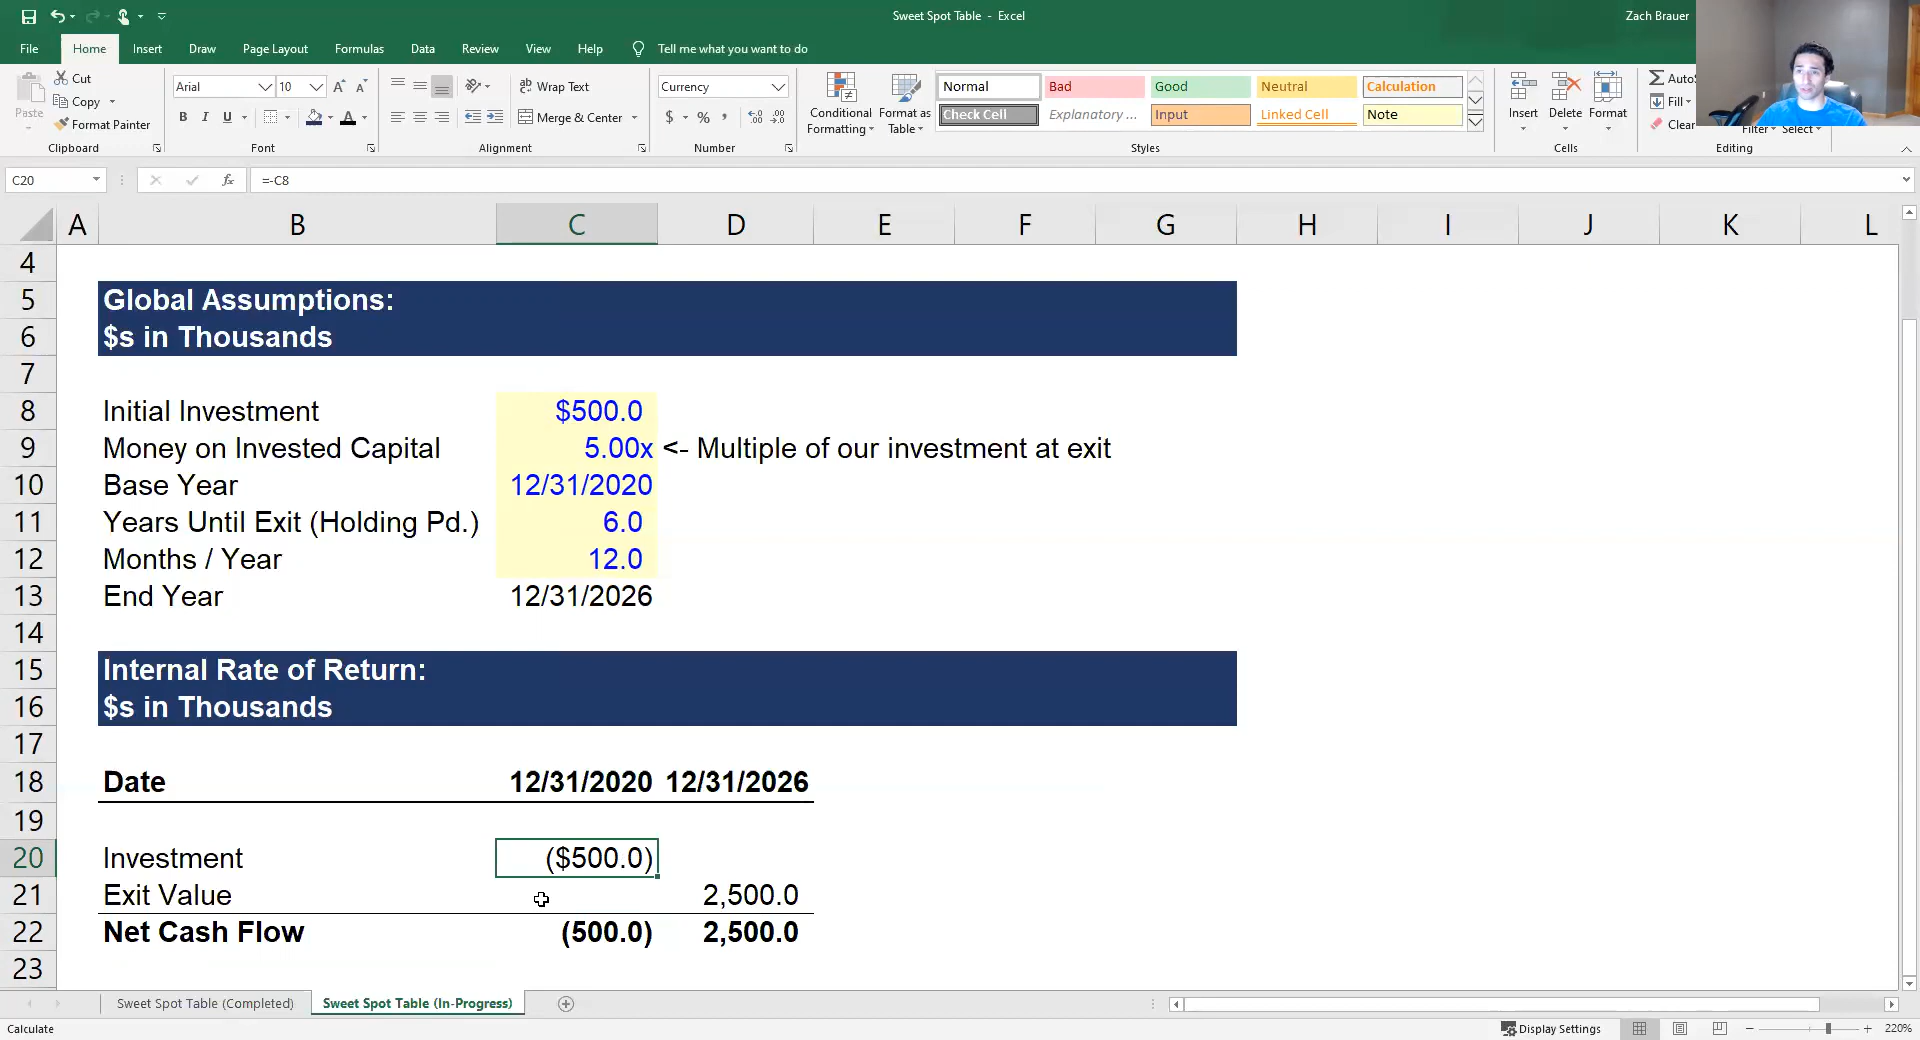 Sweet Spot Table - Excel
Zach Brauer
File Home Insert Draw Page Layout Formulas Data Review View Help Tell me what you want to do
Paste
Cut
Copy
Format Painter
Clipboard
Arial 10 A A
B I U A
Font
Wrap Text
Merge & Center
Alignment
Currency
$ % ,
Number
Conditional Formatting
Format as Table
Normal Bad Good Neutral Calculation
Check Cell Explanatory ... Input Linked Cell Note
Styles
Insert Delete Format
Cells
Fill
Clear
Filter Select
Editing
C20 fx =-C8
A B C D E F G H I J K L
4
5 Global Assumptions:
6 $s in Thousands
7
8 Initial Investment $500.0
9 Money on Invested Capital 5.00x <- Multiple of our investment at exit
10 Base Year 12/31/2020
11 Years Until Exit (Holding Pd.) 6.0
12 Months / Year 12.0
13 End Year 12/31/2026
14
15 Internal Rate of Return:
16 $s in Thousands
17
18 Date 12/31/2020 12/31/2026
19
20 Investment ($500.0)
21 Exit Value 2,500.0
22 Net Cash Flow (500.0) 2,500.0
23
Sweet Spot Table (Completed) Sweet Spot Table (In-Progress)
Calculate Display Settings 220%